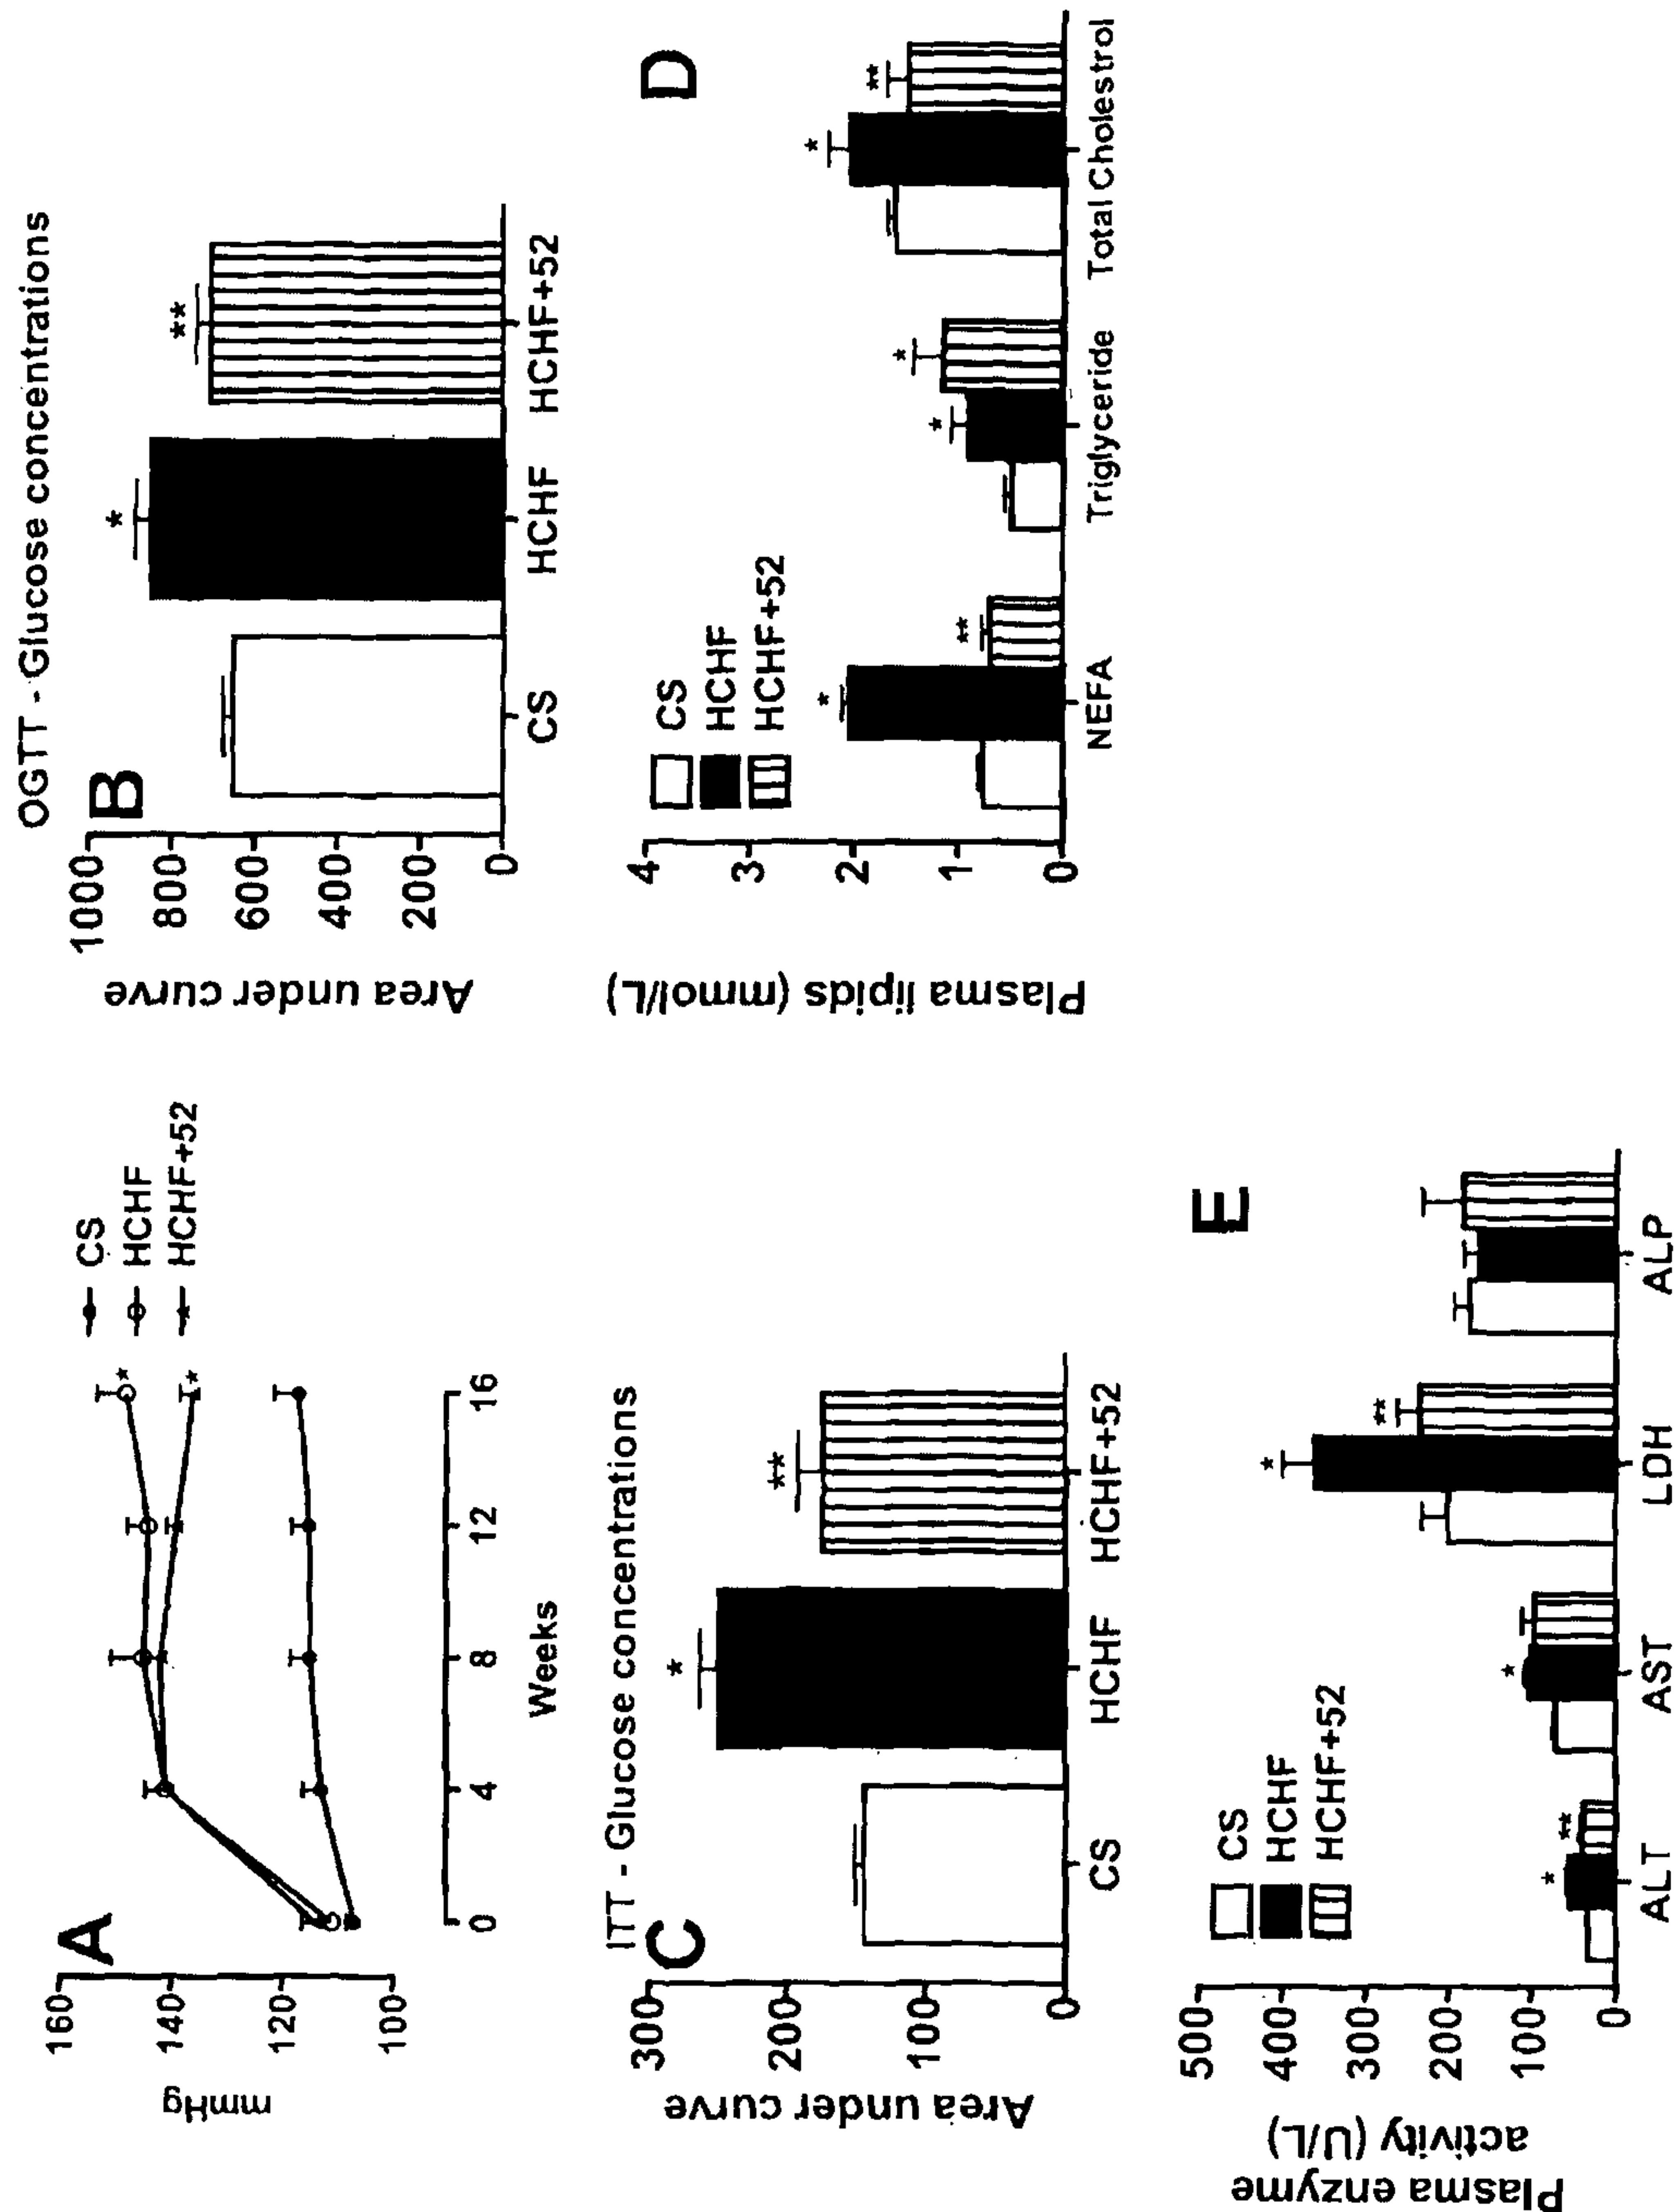 A
160
140
120
100
mmHg
0 4 8 12 16
Weeks
CS
HCHF
HCHF+52
*
*
OGTT - Glucose concentrations
B
1000
800
600
400
200
0
Area under curve
*
**
CS HCHF HCHF+52
ITT - Glucose concentrations
C
300
200
100
0
Area under curve
*
**
CS HCHF HCHF+52
D
CS
HCHF
HCHF+52
4
3
2
1
0
Plasma lipids (mmol/L)
* ** * * * **
NEFA Triglyceride Total Cholestrol
E
CS
HCHF
HCHF+52
500
400
300
200
100
0
Plasma enzyme
activity (U/L)
* ** * * **
ALT AST LDH ALP